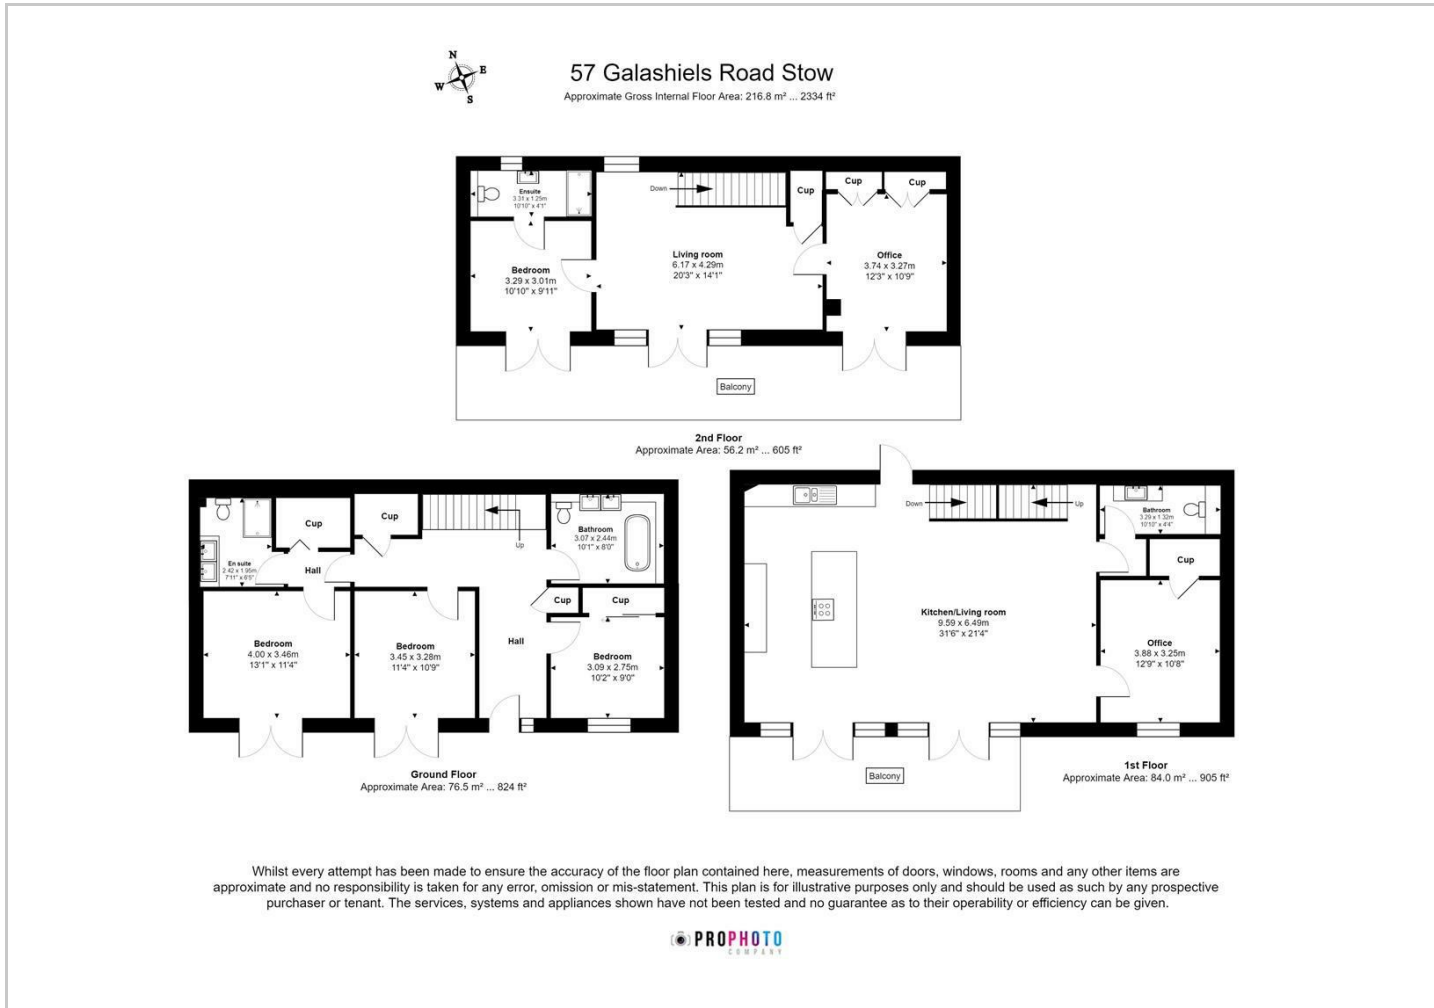 N
E
W
S
57 Galashiels Road Stow
Approximate Gross Internal Floor Area: 216.8 m² ... 2334 ft²
Ensuite
3.31 x 1.25m
10'10" x 4'1"
Down
Cup
Cup
Cup
Bedroom
3.29 x 3.01m
10'10" x 9'11"
Living room
6.17 x 4.29m
20'3" x 14'1"
Office
3.74 x 3.27m
12'3" x 10'9"
Balcony
2nd Floor
Approximate Area: 56.2 m² ... 605 ft²
Cup
Cup
Up
Bathroom
3.07 x 2.44m
10'1" x 8'0"
En suite
2.42 x 1.95m
7'11" x 6'5"
Hall
Cup
Cup
Hall
Bedroom
4.00 x 3.46m
13'1" x 11'4"
Bedroom
3.45 x 3.28m
11'4" x 10'9"
Bedroom
3.09 x 2.75m
10'2" x 9'0"
Ground Floor
Approximate Area: 76.5 m² ... 824 ft²
Down
Up
Bathroom
3.29 x 1.32m
10'10" x 4'4"
Cup
Kitchen/Living room
9.59 x 6.49m
31'6" x 21'4"
Office
3.88 x 3.25m
12'9" x 10'8"
Balcony
1st Floor
Approximate Area: 84.0 m² ... 905 ft²
Whilst every attempt has been made to ensure the accuracy of the floor plan contained here, measurements of doors, windows, rooms and any other items are
approximate and no responsibility is taken for any error, omission or mis-statement. This plan is for illustrative purposes only and should be used as such by any prospective
purchaser or tenant. The services, systems and appliances shown have not been tested and no guarantee as to their operability or efficiency can be given.
PROPHOTO
COMPANY